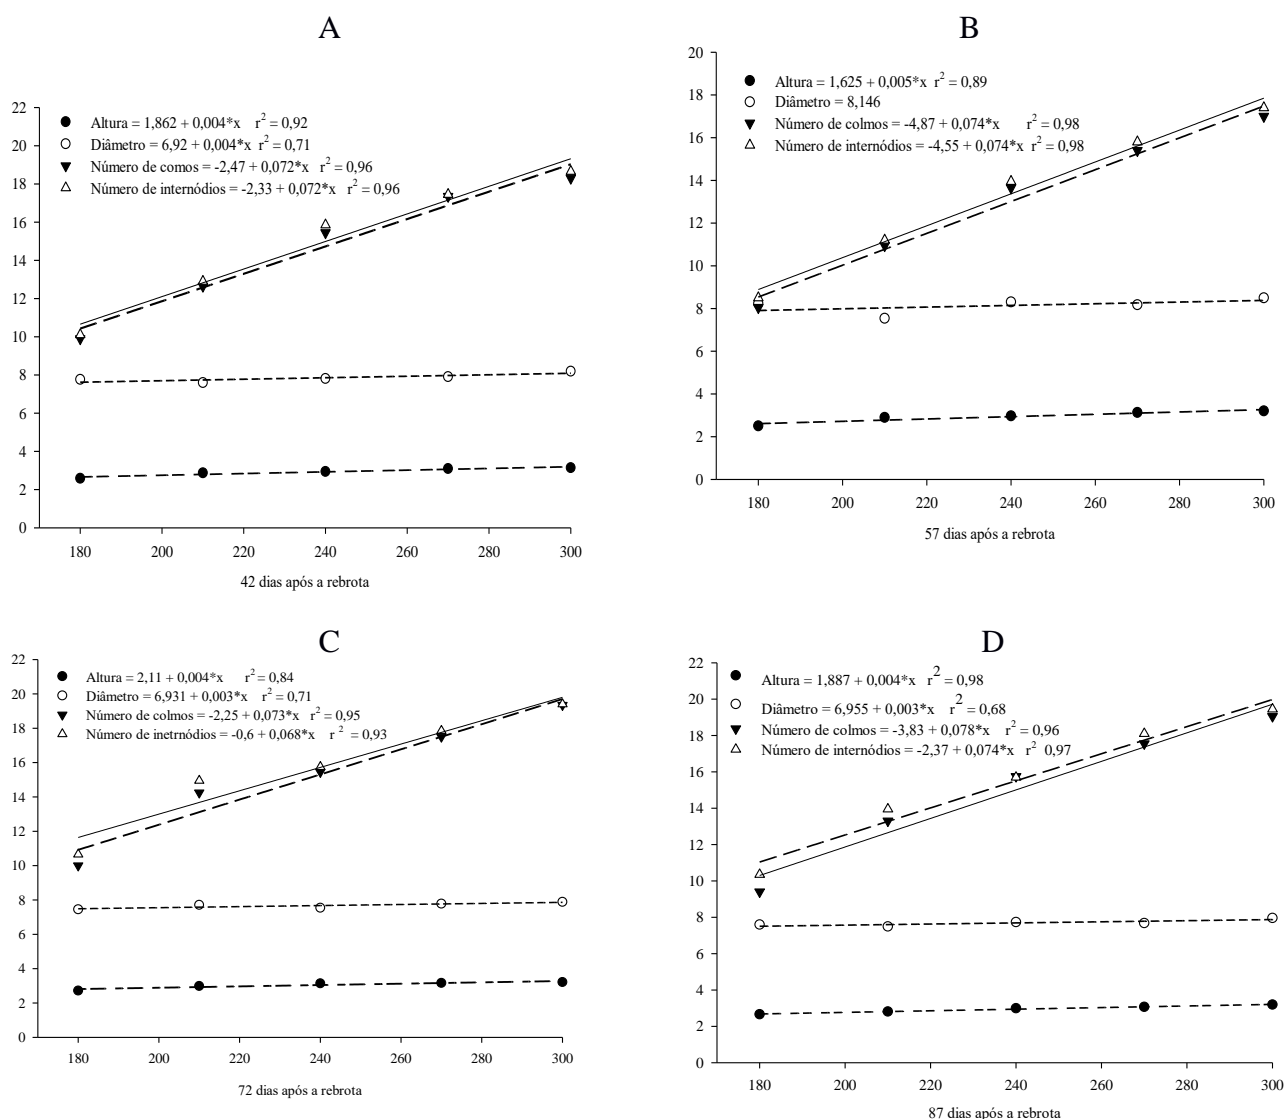 A
Altura = 1,862 + 0,004*x r2 = 0,92
Diâmetro = 6,92 + 0,004*x r2 = 0,71
Número de comos = -2,47 + 0,072*x r2 = 0,96
Número de internódios = -2,33 + 0,072*x r2 = 0,96
22
20
18
16
14
12
10
8
6
4
2
0
180 200 220 240 260 280 300
42 dias após a rebrota
B
Altura = 1,625 + 0,005*x r2 = 0,89
Diâmetro = 8,146
Número de colmos = -4,87 + 0,074*x r2 = 0,98
Número de internódios = -4,55 + 0,074*x r2 = 0,98
20
18
16
14
12
10
8
6
4
2
0
180 200 220 240 260 280 300
57 dias após a rebrota
C
Altura = 2,11 + 0,004*x r2 = 0,84
Diâmetro = 6,931 + 0,003*x r2 = 0,71
Número de colmos = -2,25 + 0,073*x r2 = 0,95
Número de inetrnódios = -0,6 + 0,068*x r2 = 0,93
22
20
18
16
14
12
10
8
6
4
2
0
180 200 220 240 260 280 300
72 dias após a rebrota
D
Altura = 1,887 + 0,004*x r2 = 0,98
Diâmetro = 6,955 + 0,003*x r2 = 0,68
Número de colmos = -3,83 + 0,078*x r2 = 0,96
Número de internódios = -2,37 + 0,074*x r2 0,97
22
20
18
16
14
12
10
8
6
4
2
0
180 200 220 240 260 280 300
87 dias após a rebrota